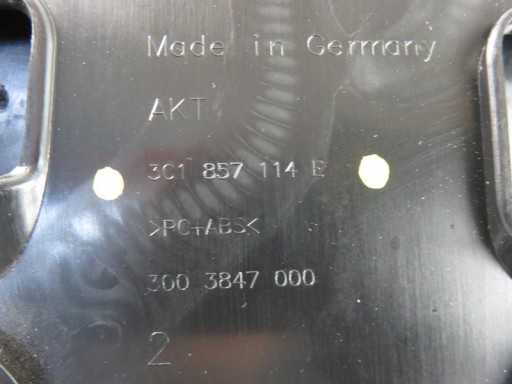 Made in Germany
AKT
3C1 857 114 E
>PC+ABS<
300 3847 000
2